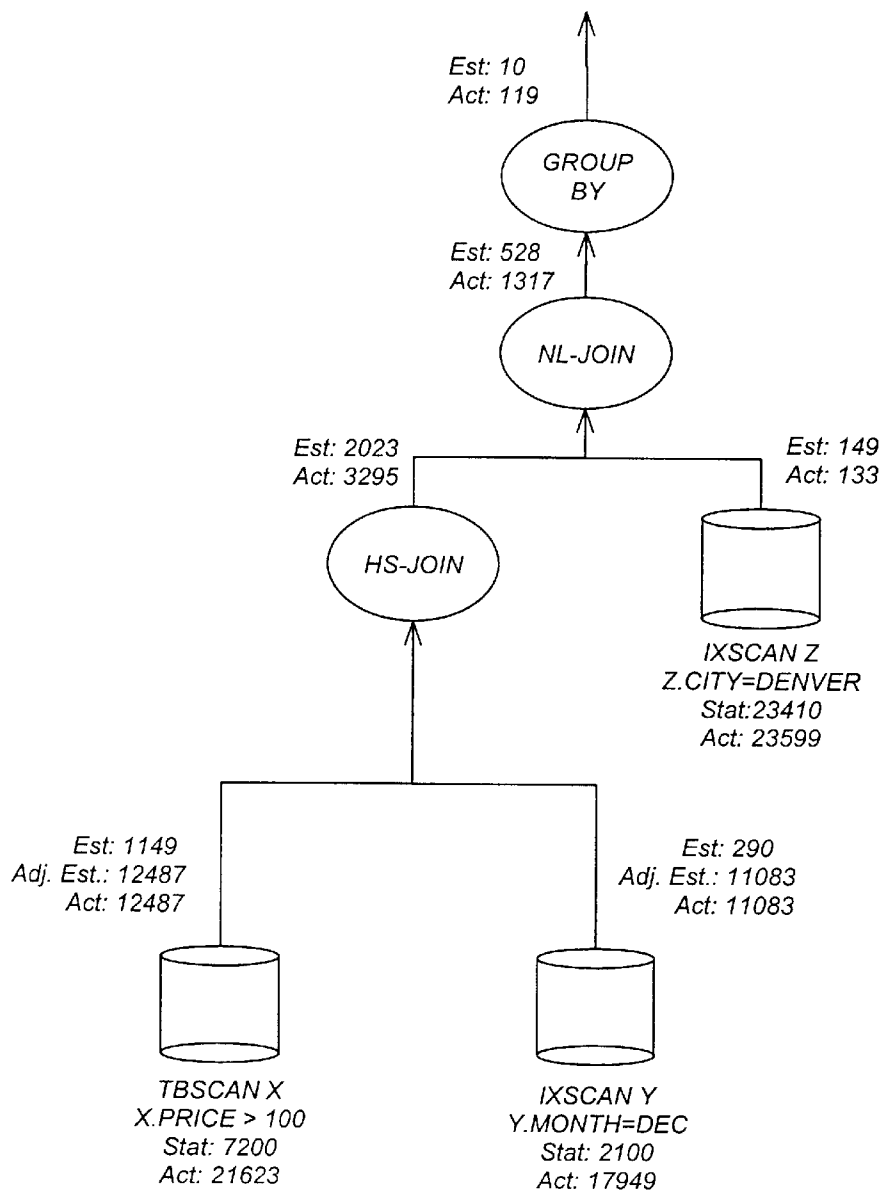 Est: 10
Act: 119
GROUP
BY
Est: 528
Act: 1317
NL-JOIN
Est: 2023
Act: 3295
Est: 149
Act: 133
HS-JOIN
IXSCAN Z
Z.CITY=DENVER
Stat:23410
Act: 23599
Est: 1149
Adj. Est.: 12487
Act: 12487
Est: 290
Adj. Est.: 11083
Act: 11083
TBSCAN X
X.PRICE > 100
Stat: 7200
Act: 21623
IXSCAN Y
Y.MONTH=DEC
Stat: 2100
Act: 17949